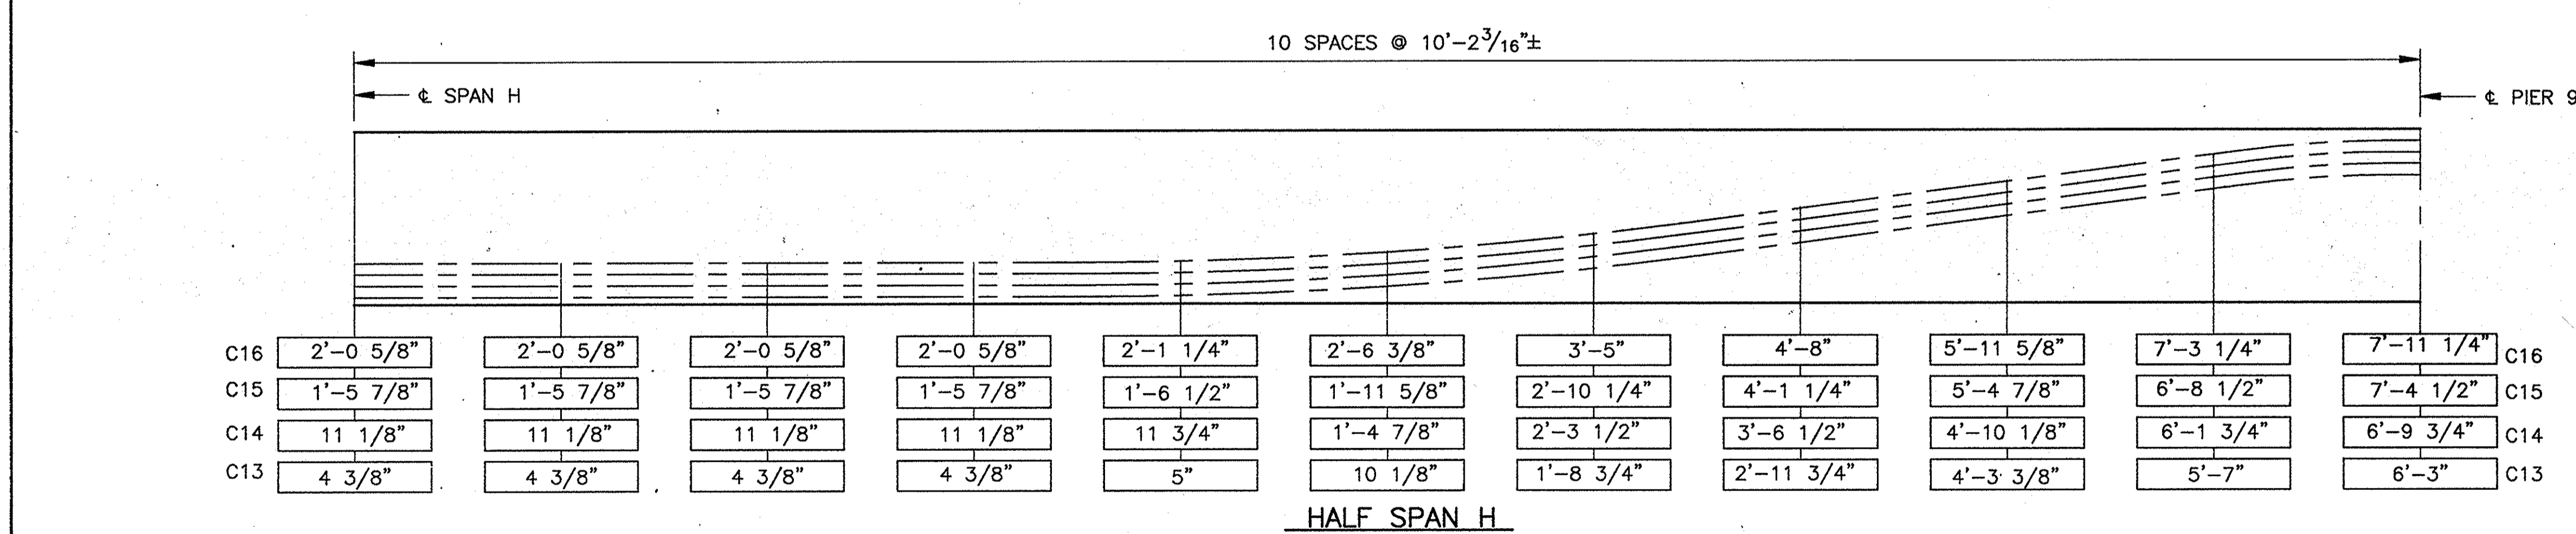 10 SPACES @ 10'-2 3/16"±
℄ SPAN H
℄ PIER 9
C16 2'-0 5/8" 2'-0 5/8" 2'-0 5/8" 2'-0 5/8" 2'-1 1/4" 2'-6 3/8" 3'-5" 4'-8" 5'-11 5/8" 7'-3 1/4" 7'-11 1/4" C16
C15 1'-5 7/8" 1'-5 7/8" 1'-5 7/8" 1'-5 7/8" 1'-6 1/2" 1'-11 5/8" 2'-10 1/4" 4'-1 1/4" 5'-4 7/8" 6'-8 1/2" 7'-4 1/2" C15
C14 11 1/8" 11 1/8" 11 1/8" 11 1/8" 11 3/4" 1'-4 7/8" 2'-3 1/2" 3'-6 1/2" 4'-10 1/8" 6'-1 3/4" 6'-9 3/4" C14
C13 4 3/8" 4 3/8" 4 3/8" 4 3/8" 5" 10 1/8" 1'-8 3/4" 2'-11 3/4" 4'-3 3/8" 5'-7" 6'-3" C13
HALF SPAN H